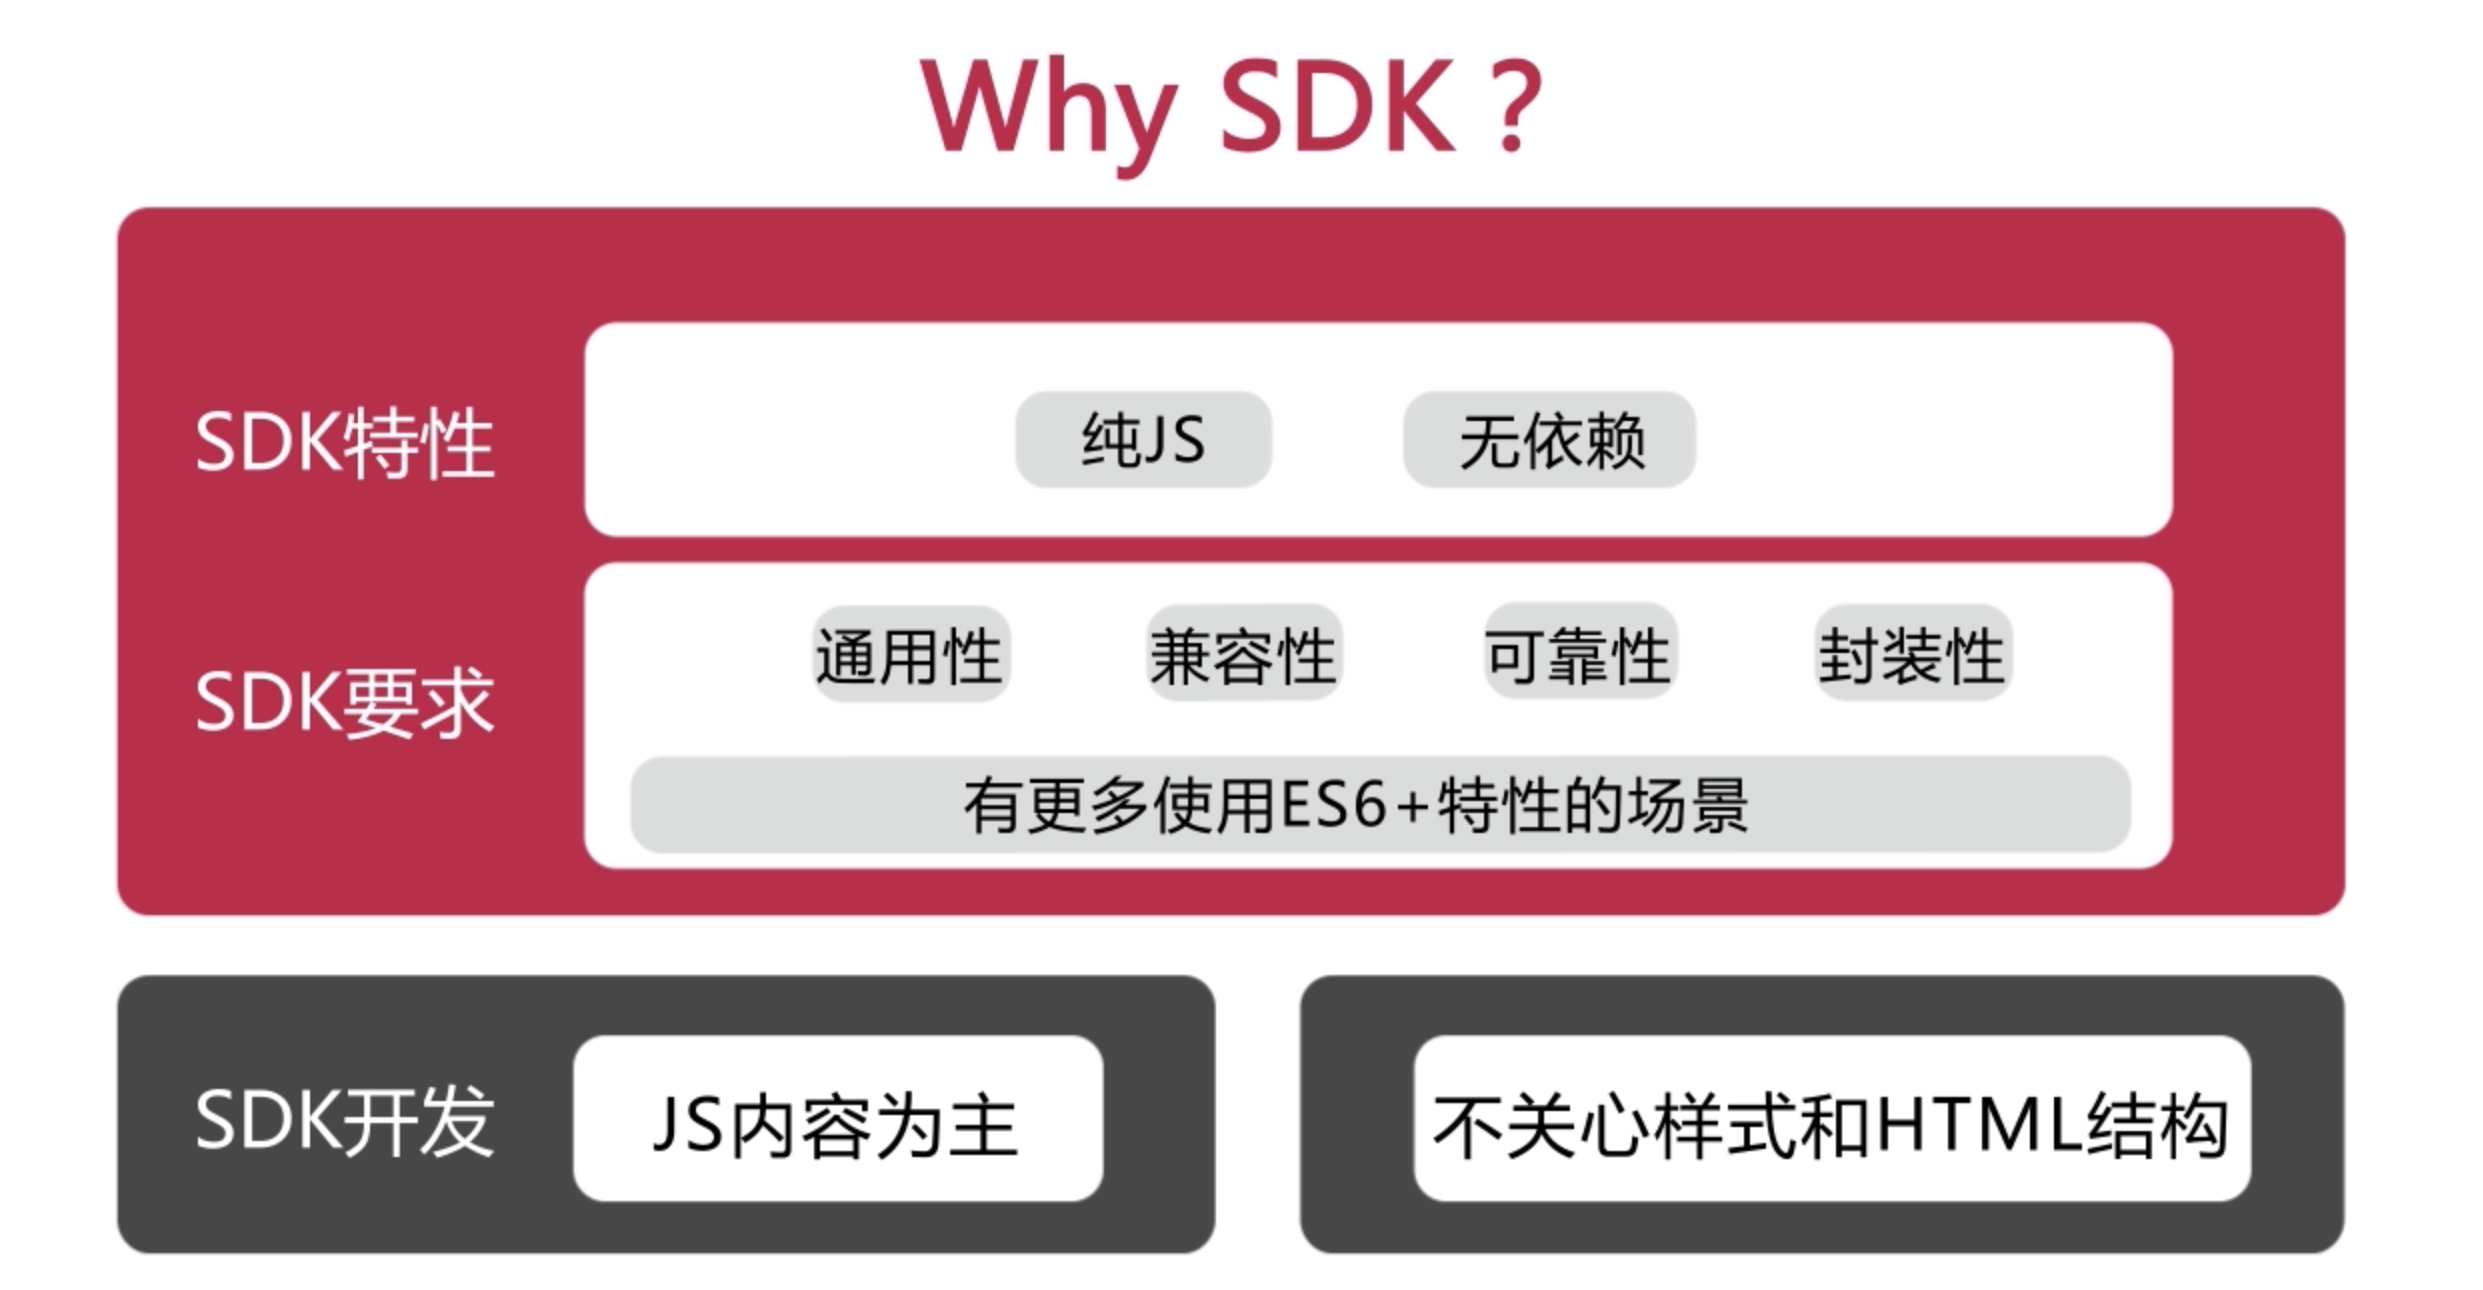 Why SDK？
SDK特性
纯JS
无依赖
SDK要求
通用性
兼容性
可靠性
封装性
有更多使用ES6+特性的场景
SDK开发
JS内容为主
不关心样式和HTML结构